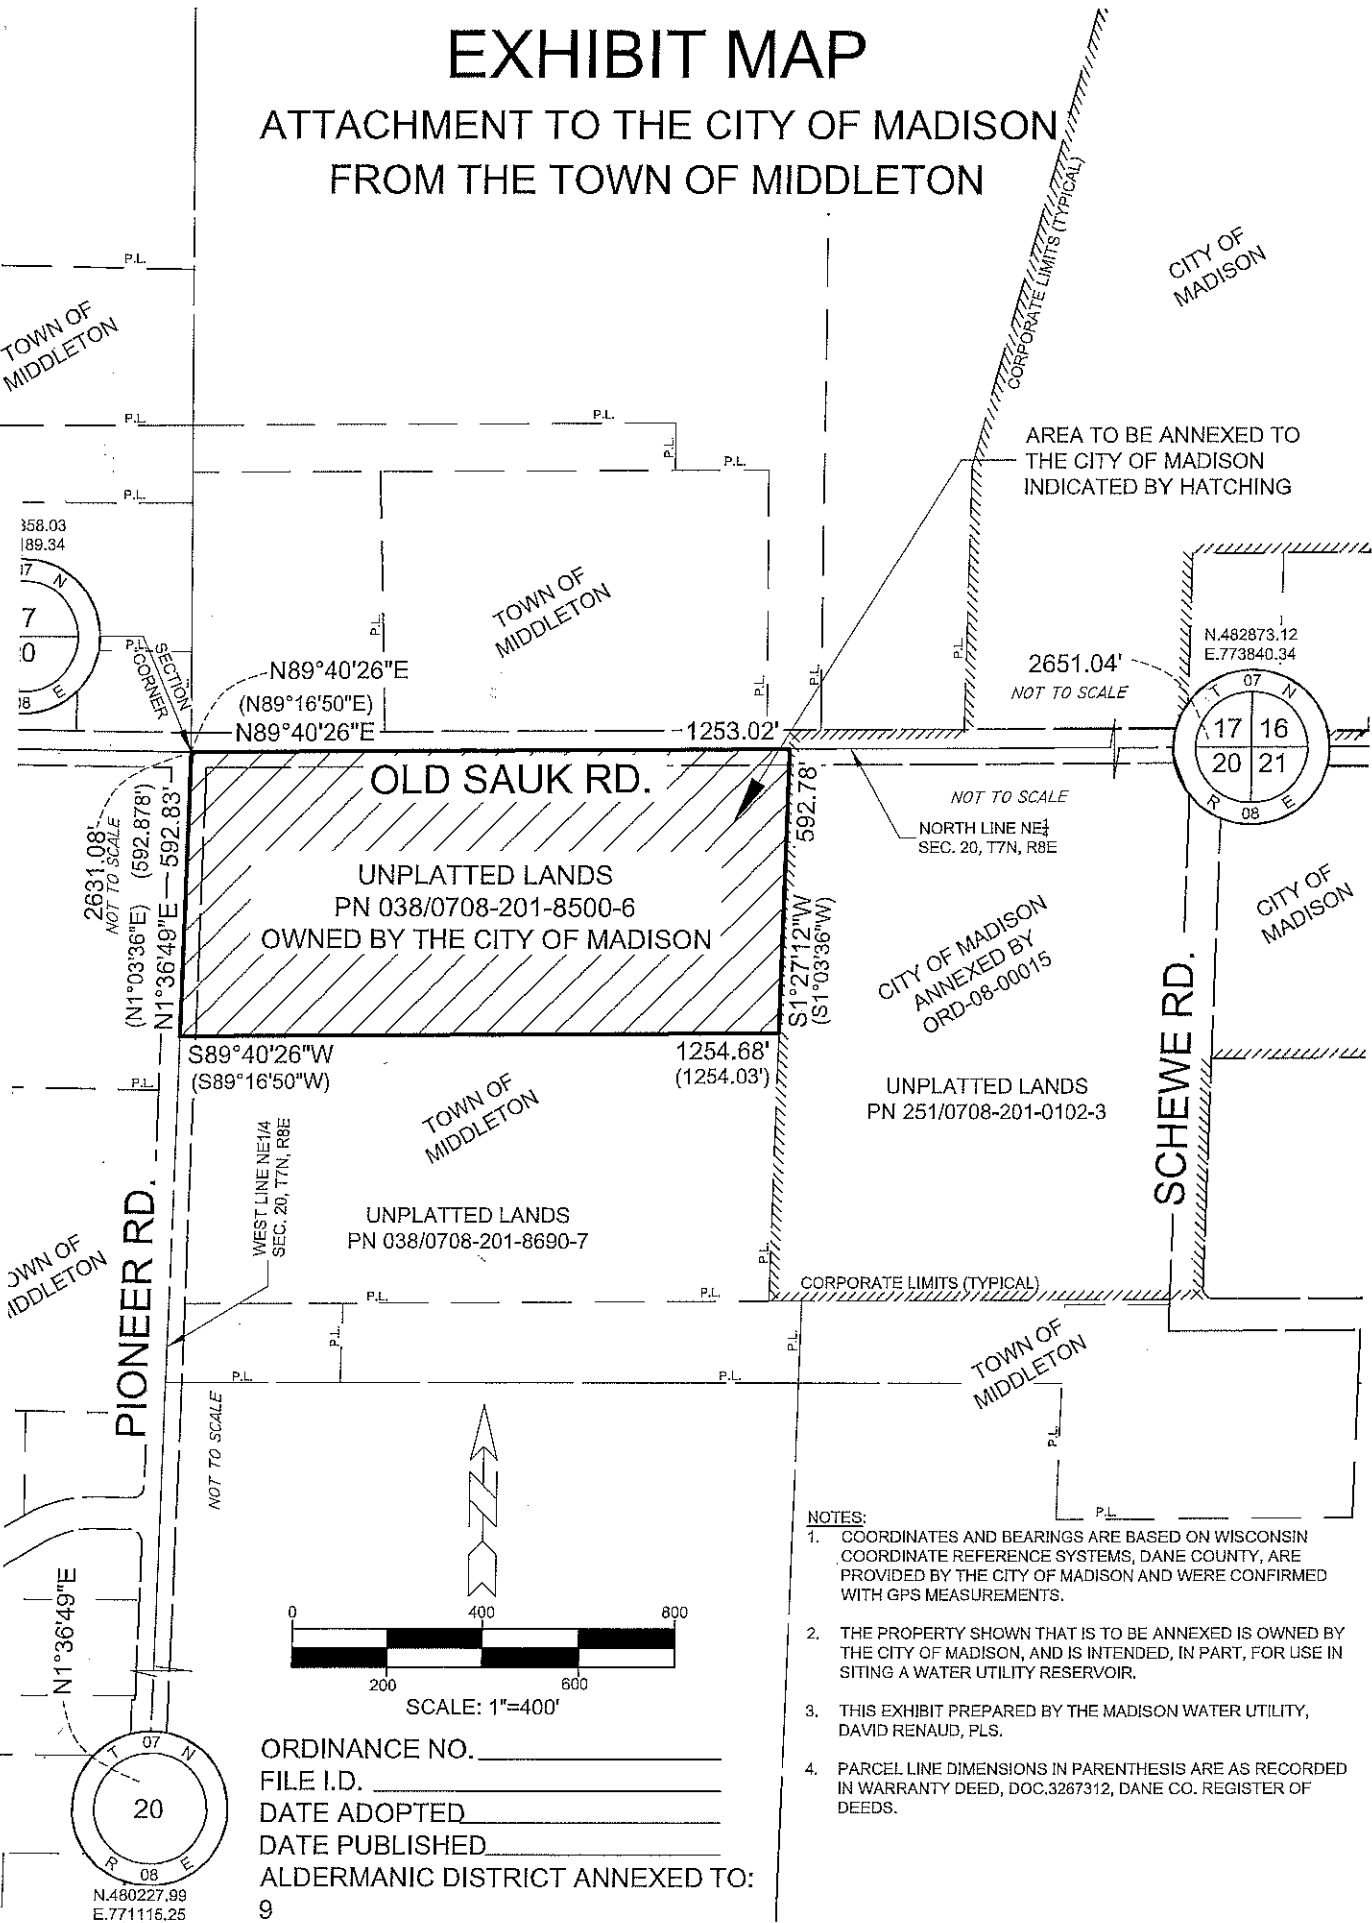 EXHIBIT MAP
ATTACHMENT TO THE CITY OF MADISON
FROM THE TOWN OF MIDDLETON
CORPORATE LIMITS (TYPICAL)
CITY OF
MADISON
P.L.
TOWN OF
MIDDLETON
P.L.
P.L.
P.L.
P.L.
P.L.
AREA TO BE ANNEXED TO
THE CITY OF MADISON
INDICATED BY HATCHING
358.03
189.34
17
N
7
0
08
E
P.L.
SECTION
CORNER
TOWN OF
MIDDLETON
P.L.
P.L.
P.L.
P.L.
N89°40'26"E
(N89°16'50"E)
N89°40'26"E
1253.02'
2651.04'
NOT TO SCALE
N.482873.12
E.773840.34
T
07
N
17
16
20
21
R
08
E
OLD SAUK RD.
NOT TO SCALE
NORTH LINE NE¼
SEC. 20, T7N, R8E
2631.08'
NOT TO SCALE
(N1°03'36"E) (592.878')
N1°36'49"E 592.83'
UNPLATTED LANDS
PN 038/0708-201-8500-6
OWNED BY THE CITY OF MADISON
592.78'
S1°27'12"W
(S1°03'36"W)
CITY OF MADISON
ANNEXED BY
ORD-08-00015
CITY OF
MADISON
S89°40'26"W
(S89°16'50"W)
1254.68'
(1254.03')
P.L.
TOWN OF
MIDDLETON
UNPLATTED LANDS
PN 251/0708-201-0102-3
SCHEWE RD.
WEST LINE NE1/4
SEC. 20, T7N, R8E
UNPLATTED LANDS
PN 038/0708-201-8690-7
PIONEER RD.
OWN OF
IDDLETON
P.L.
CORPORATE LIMITS (TYPICAL)
P.L.
P.L.
P.L.
P.L.
TOWN OF
MIDDLETON
P.L.
P.L.
NOT TO SCALE
P.L.
P.L.
N1°36'49"E
0
400
800
200
600
SCALE: 1"=400'
T
07
N
20
R
08
E
N.480227.99
E.771115.25
ORDINANCE NO.
FILE I.D.
DATE ADOPTED
DATE PUBLISHED
ALDERMANIC DISTRICT ANNEXED TO:
9
NOTES:
1. COORDINATES AND BEARINGS ARE BASED ON WISCONSIN
COORDINATE REFERENCE SYSTEMS, DANE COUNTY, ARE
PROVIDED BY THE CITY OF MADISON AND WERE CONFIRMED
WITH GPS MEASUREMENTS.
2. THE PROPERTY SHOWN THAT IS TO BE ANNEXED IS OWNED BY
THE CITY OF MADISON, AND IS INTENDED, IN PART, FOR USE IN
SITING A WATER UTILITY RESERVOIR.
3. THIS EXHIBIT PREPARED BY THE MADISON WATER UTILITY,
DAVID RENAUD, PLS.
4. PARCEL LINE DIMENSIONS IN PARENTHESIS ARE AS RECORDED
IN WARRANTY DEED, DOC.3267312, DANE CO. REGISTER OF
DEEDS.